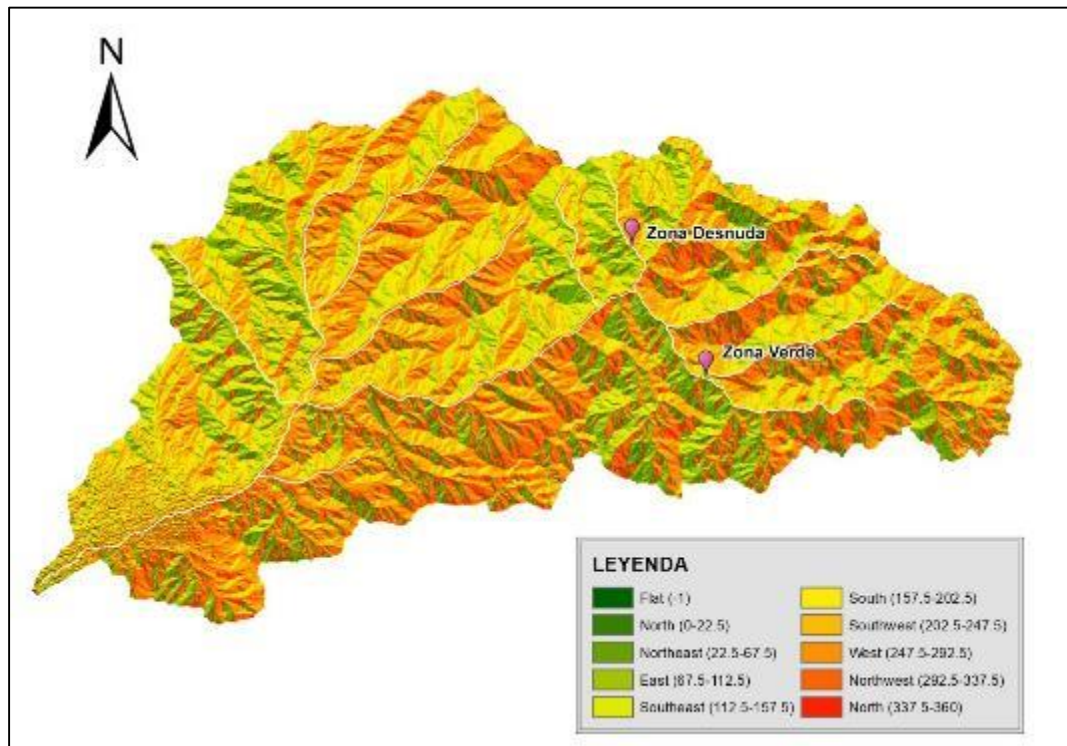 N
Zona Desnuda
Zona Verde
LEYENDA
Flat (-1)
North (0-22.5)
Northeast (22.5-67.5)
East (67.5-112.5)
Southeast (112.5-157.5)
South (157.5-202.5)
Southwest (202.5-247.5)
West (247.5-292.5)
Northwest (292.5-337.5)
North (337.5-360)